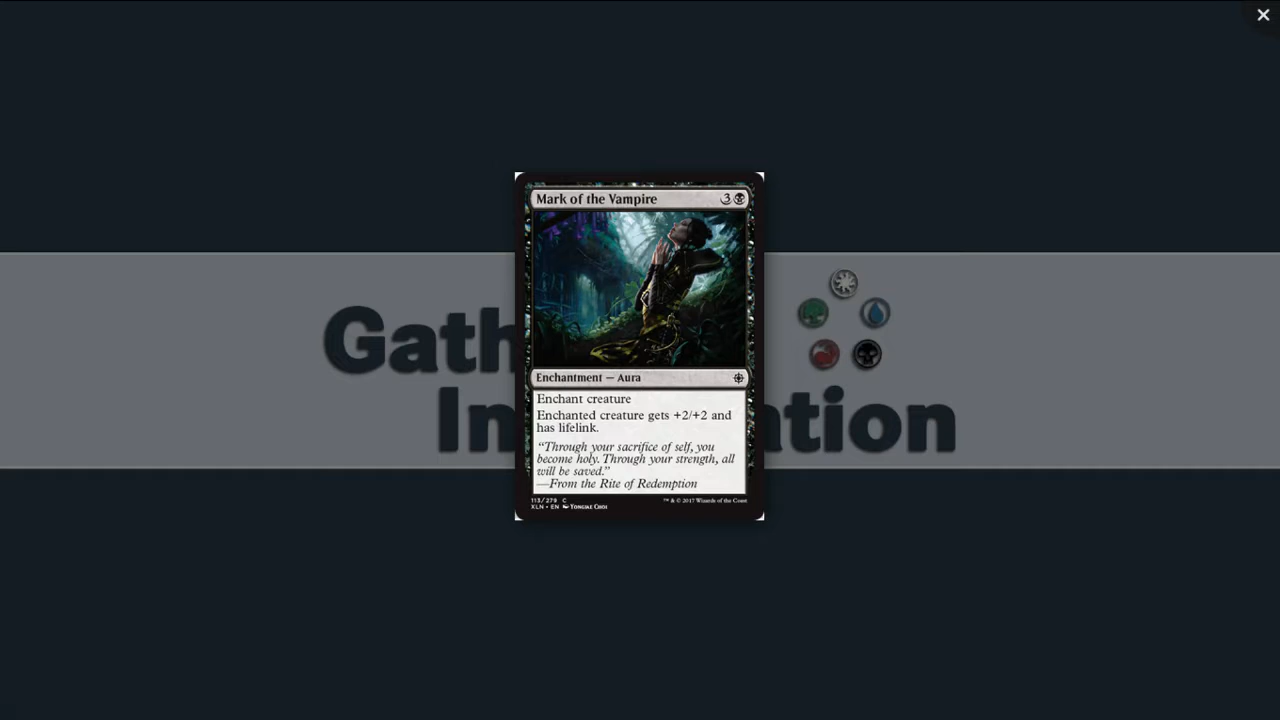 Mark of the Vampire 3
Gath
In ation
Enchantment — Aura
Enchant creature
Enchanted creature gets +2/+2 and
has lifelink.
“Through your sacrifice of self, you
become holy. Through your strength, all
will be saved.”
—From the Rite of Redemption
113/279 C ™ & © 2017 Wizards of the Coast
XLN • EN Yongjae Choi